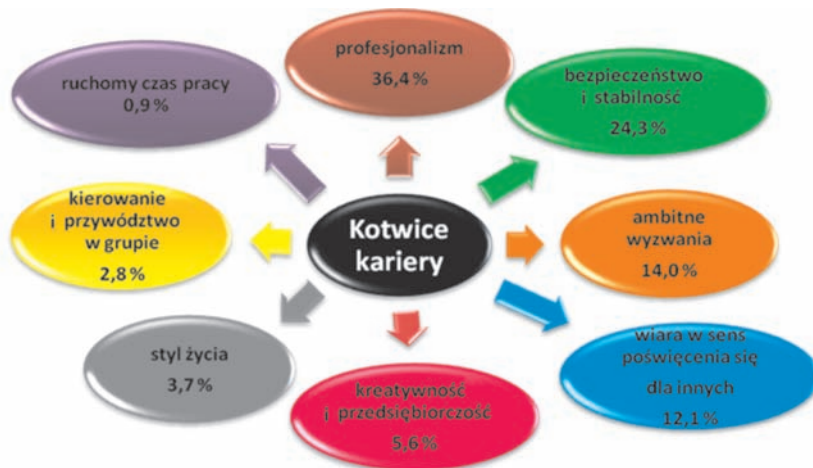 profesjonalizm
36,4 %
bezpieczeństwo
i stabilność
24,3 %
ambitne
wyzwania
14,0 %
wiara w sens
poświęcenia się
dla innych
12,1 %
kreatywność
i przedsiębiorczość
5,6 %
styl życia
3,7 %
kierowanie
i przywództwo
w grupie
2,8 %
ruchomy czas pracy
0,9 %
Kotwice
kariery